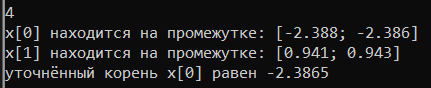 4
x[0] находится на промежутке: [-2.388; -2.386]
x[1] находится на промежутке: [0.941; 0.943]
уточнённый корень x[0] равен -2.3865